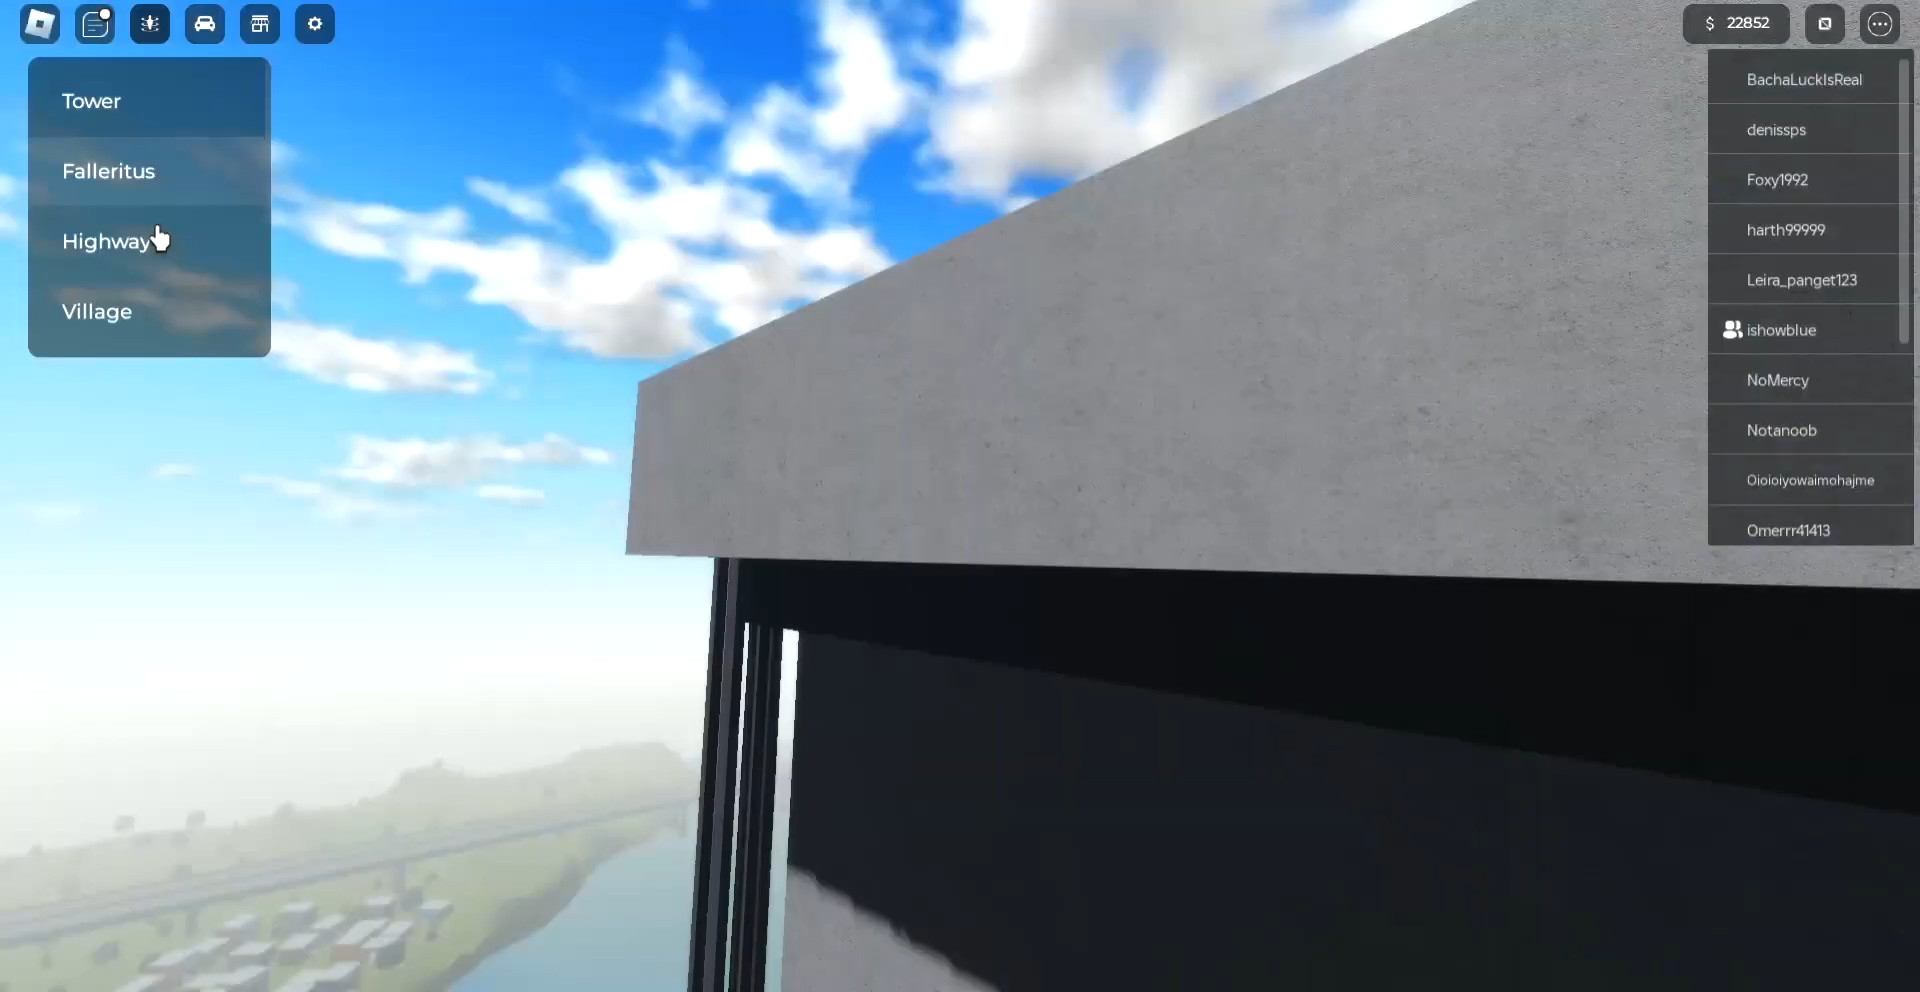 $ 22852
Tower
Falleritus
Highway
Village
BachaLuckIsReal
denissps
Foxy1992
harth99999
Leira_panget123
ishowblue
NoMercy
Notanoob
Oioioiyowaimohajme
Omerrr41413